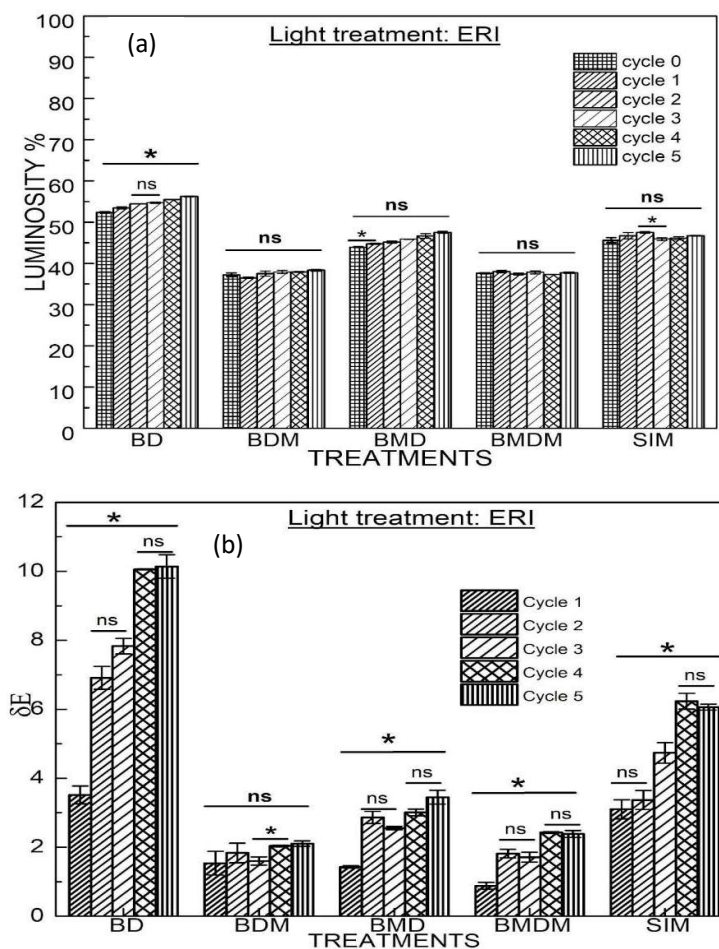 (a)
Light treatment: ERI
cycle 0
cycle 1
cycle 2
cycle 3
cycle 4
cycle 5
LUMINOSITY %
100
90
80
70
60
50
40
30
20
10
0
*
ns
ns
ns
*
ns
ns
*
BD BDM BMD BMDM SIM
TREATMENTS
(b)
Light treatment: ERI
Cycle 1
Cycle 2
Cycle 3
Cycle 4
Cycle 5
δE
12
10
8
6
4
2
0
*
ns
ns
ns
*
*
ns
ns
*
ns
ns
*
ns
ns
BD BDM BMD BMDM SIM
TREATMENTS